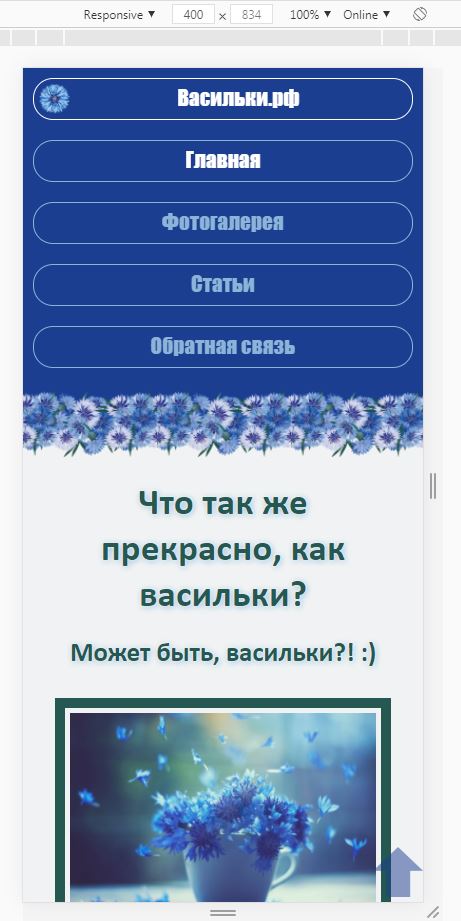 Responsive ▼ 400 × 834 100% ▼ Online ▼
Васильки.рф
Главная
Фотогалерея
Статьи
Обратная связь
Что так же
прекрасно, как
васильки?
Может быть, васильки?! :)